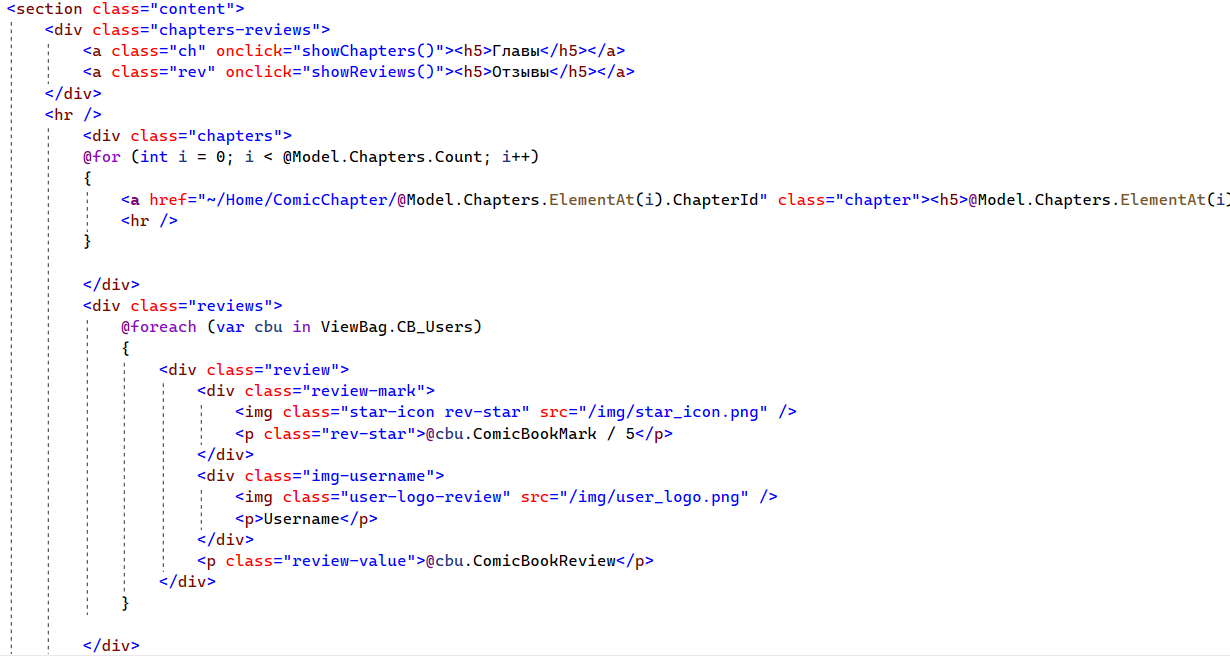 <section class="content">
<div class="chapters-reviews">
<a class="ch" onclick="showChapters()"><h5>Главы</h5></a>
<a class="rev" onclick="showReviews()"><h5>Отзывы</h5></a>
</div>
<hr />
<div class="chapters">
@for (int i = 0; i < @Model.Chapters.Count; i++)
{
<a href="~/Home/ComicChapter/@Model.Chapters.ElementAt(i).ChapterId" class="chapter"><h5>@Model.Chapters.ElementAt(i)
<hr />
}
</div>
<div class="reviews">
@foreach (var cbu in ViewBag.CB_Users)
{
<div class="review">
<div class="review-mark">
<img class="star-icon rev-star" src="/img/star_icon.png" />
<p class="rev-star">@cbu.ComicBookMark / 5</p>
</div>
<div class="img-username">
<img class="user-logo-review" src="/img/user_logo.png" />
<p>Username</p>
</div>
<p class="review-value">@cbu.ComicBookReview</p>
</div>
}
</div>